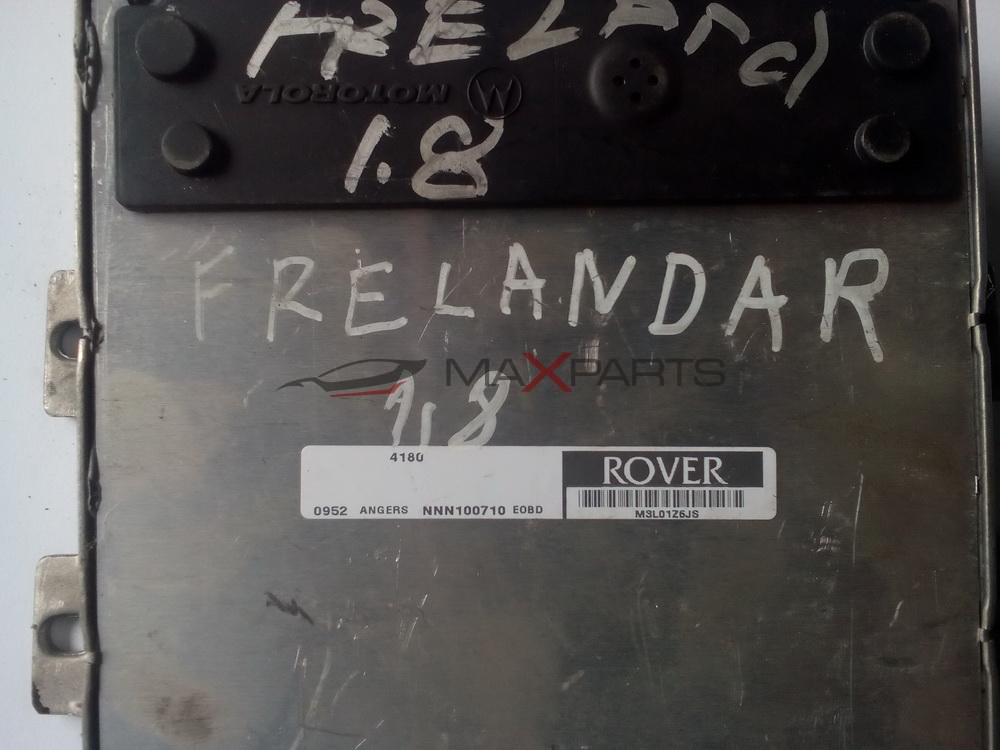 FRELAnd
MOTOROLA
1.8
FRELANDAR
MAXPARTS
1,8
4180
ROVER
0952 ANGERS NNN100710 EOBD
M3L01Z6JS